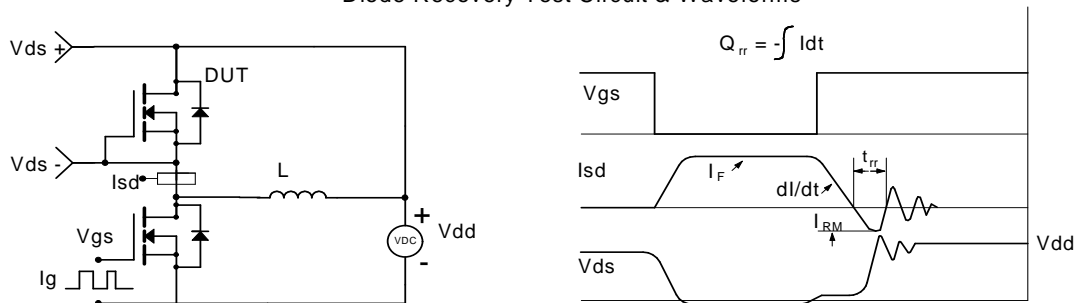 Diode Recovery Test Circuit & Waveforms
Vds +
DUT
Vds -
Isd
L
Vgs
Ig
+
VDC
-
Vdd
Q rr = -∫ Idt
Vgs
Isd
I F
dI/dt
t rr
I RM
Vds
Vdd